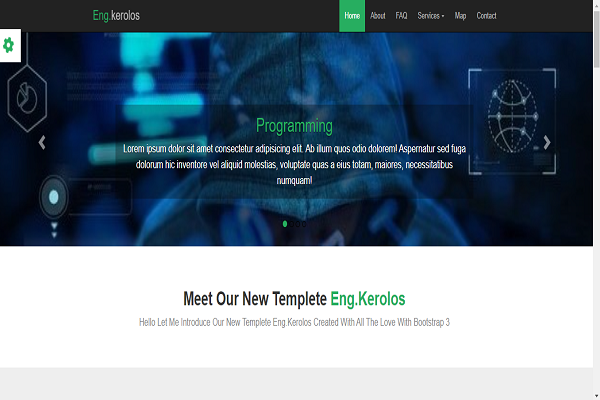 Eng.kerolos
Home About FAQ Services Map Contact
Programming
Lorem ipsum dolor sit amet consectetur adipisicing elit. Ab illum quos odio dolorem! Aspernatur sed fuga
dolorum hic inventore vel aliquid molestias, voluptate quas a eius totam, maiores, necessitatibus
numquam!
Meet Our New Templete Eng.Kerolos
Hello Let Me Introduce Our New Templete Eng.Kerolos Created With All The Love With Bootstrap 3